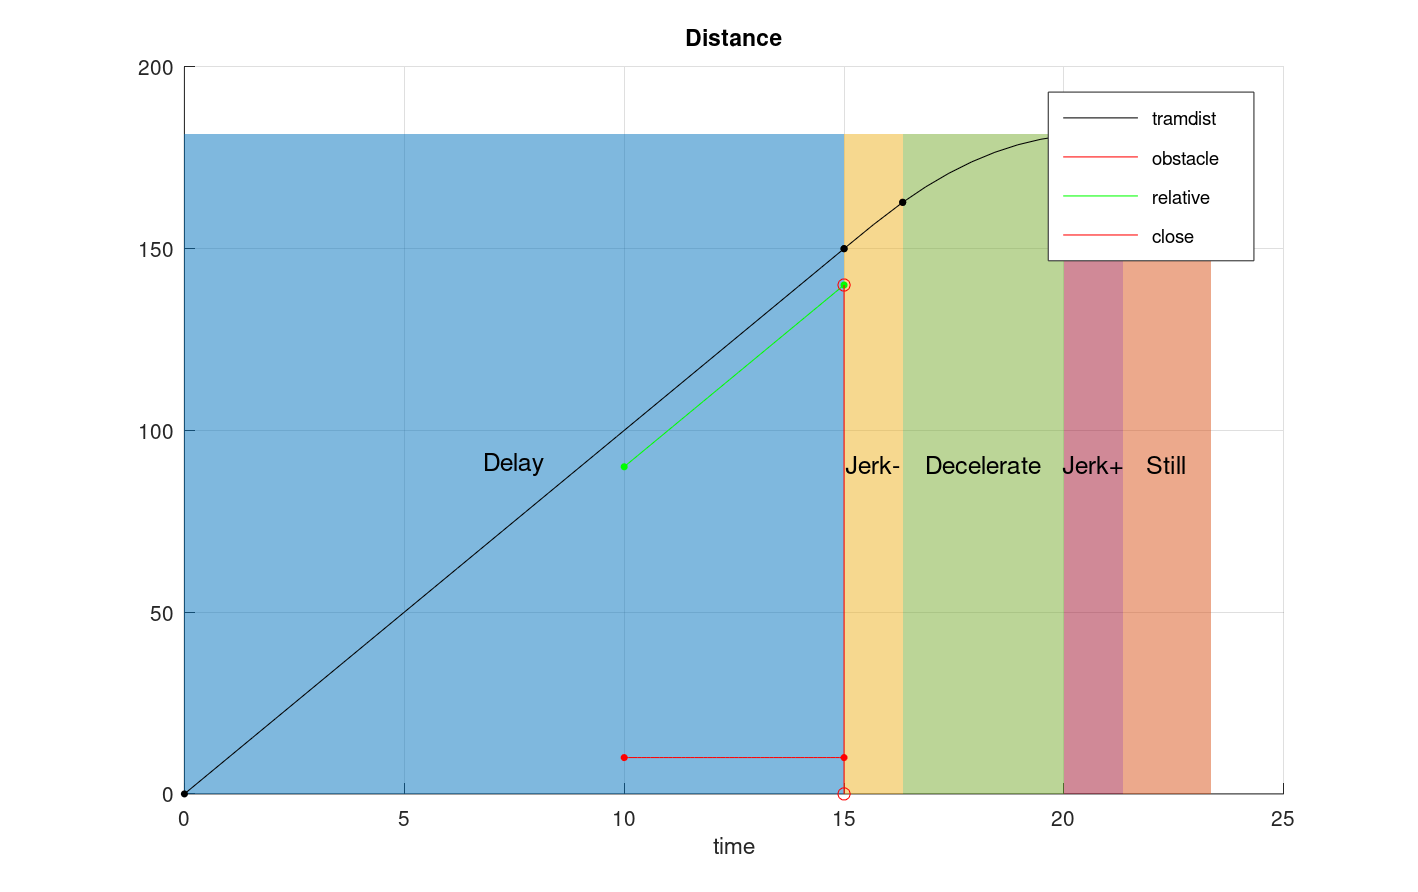 Distance
200
150
100
50
0
tramdist
obstacle
relative
close
Delay
Jerk-
Decelerate
Jerk+
Still
0
5
10
15
20
25
time